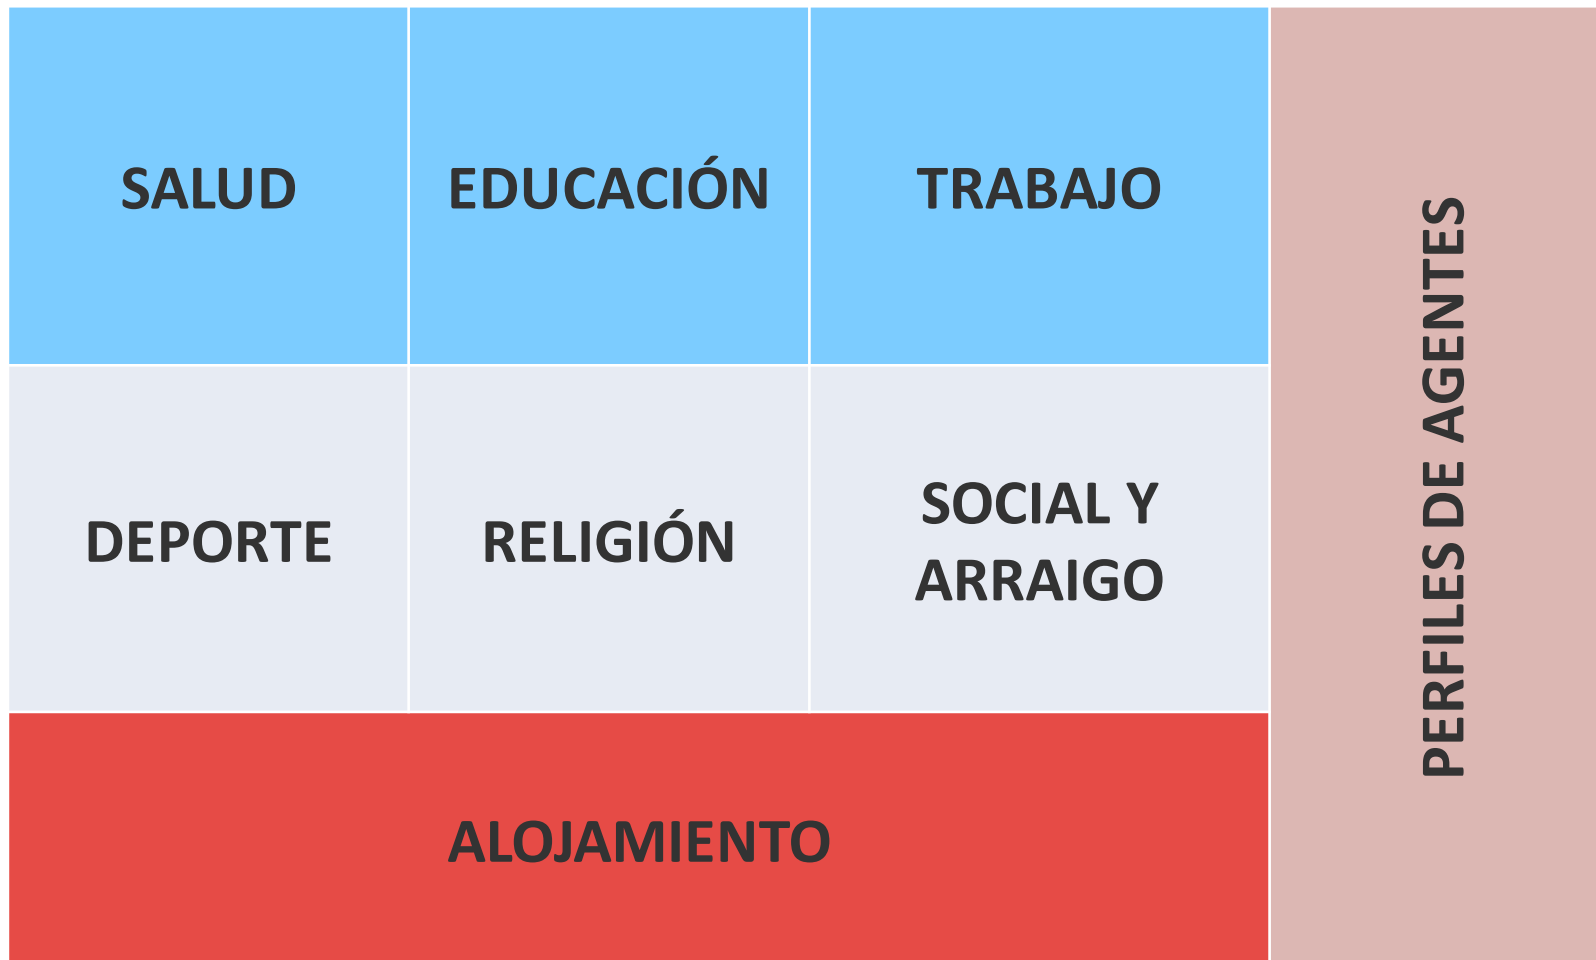 SALUD
EDUCACIÓN
TRABAJO
DEPORTE
RELIGIÓN
SOCIAL Y
ARRAIGO
ALOJAMIENTO
PERFILES DE AGENTES